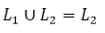 L₁ ∪ L₂ = L₂